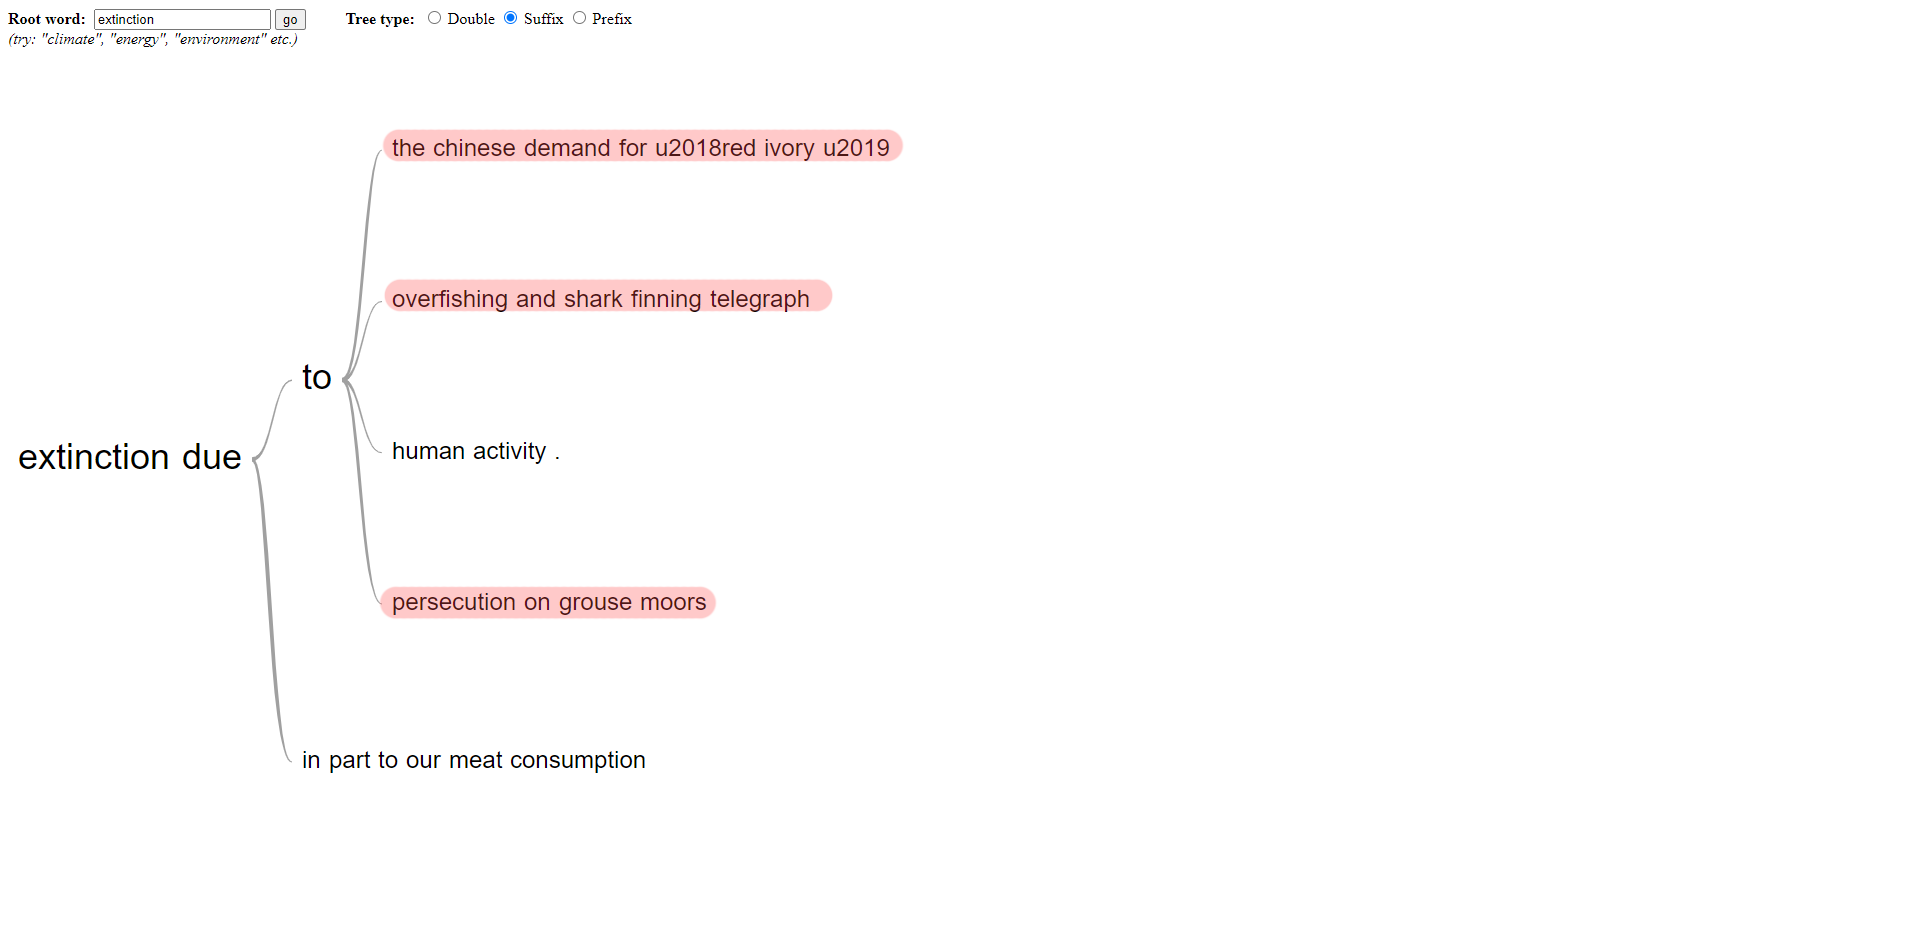 Root word: extinction go Tree type: Double Suffix Prefix
(try: "climate", "energy", "environment" etc.)
the chinese demand for u2018red ivory u2019
overfishing and shark finning telegraph
to
human activity .
extinction due
persecution on grouse moors
in part to our meat consumption